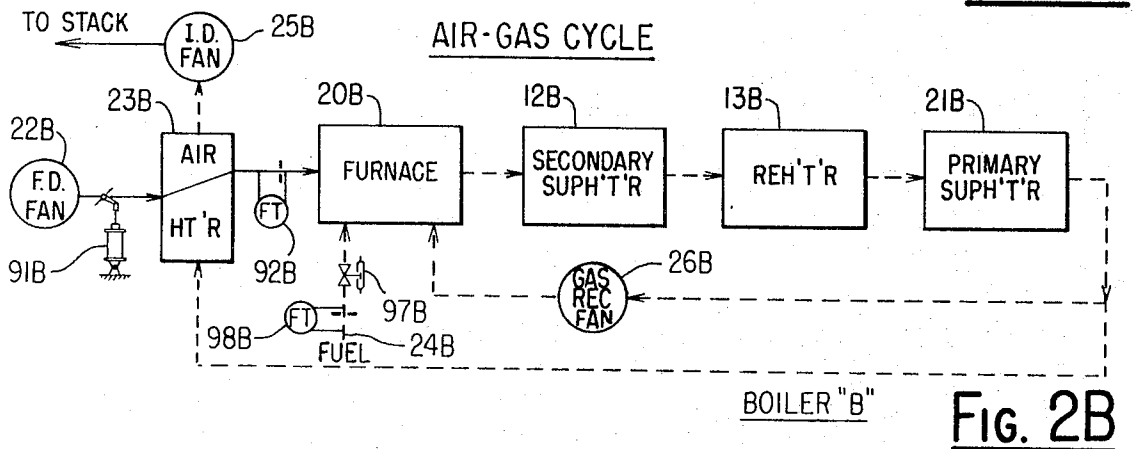 TO STACK
I.D.
FAN
25B
AIR-GAS CYCLE
23B
20B
12B
13B
21B
22B
F.D.
FAN
AIR
HT'R
FURNACE
SECONDARY
SUPH'T'R
REH'T'R
PRIMARY
SUPH'T'R
FT
92B
91B
GAS
REC
FAN
26B
97B
FT
98B
24B
FUEL
BOILER "B"
FIG. 2B